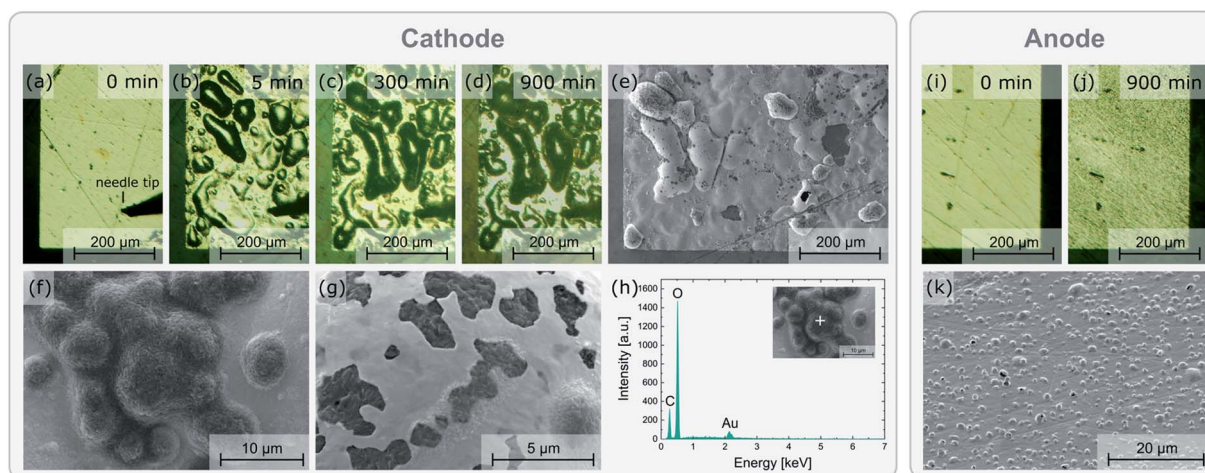 Cathode
Anode
(a) 0 min
needle tip
200 μm
(b) 5 min
200 μm
(c) 300 min
200 μm
(d) 900 min
200 μm
(e)
200 μm
(i) 0 min
200 μm
(j) 900 min
200 μm
(f)
10 μm
(g)
5 μm
(h)
1600
1400
1200
1000
800
600
400
200
0
Intensity [a.u.]
O
C
Au
10 μm
0 1 2 3 4 5 6 7
Energy [keV]
(k)
20 μm